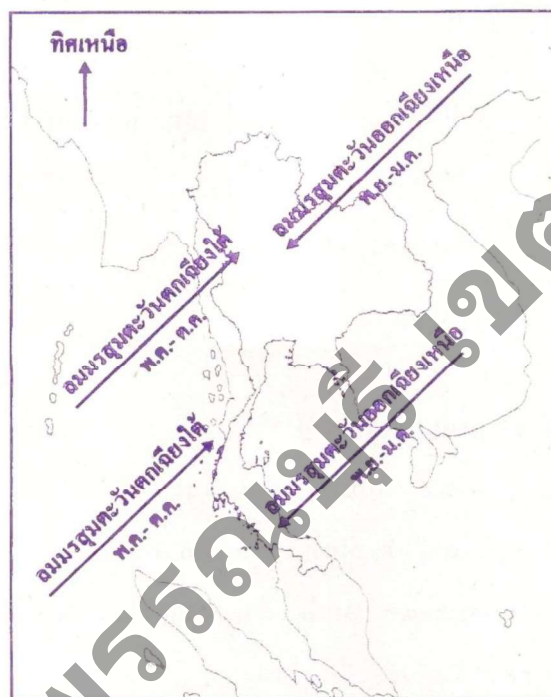 ทิศเหนือ
ลมมรสุมตะวันออกเฉียงเหนือ
พ.ย.-ม.ค.
ลมมรสุมตะวันตกเฉียงใต้
พ.ค.- ต.ค.
ลมมรสุมตะวันออกเฉียงเหนือ
พ.ย.-ม.ค.
ลมมรสุมตะวันตกเฉียงใต้
พ.ค.- ต.ค.